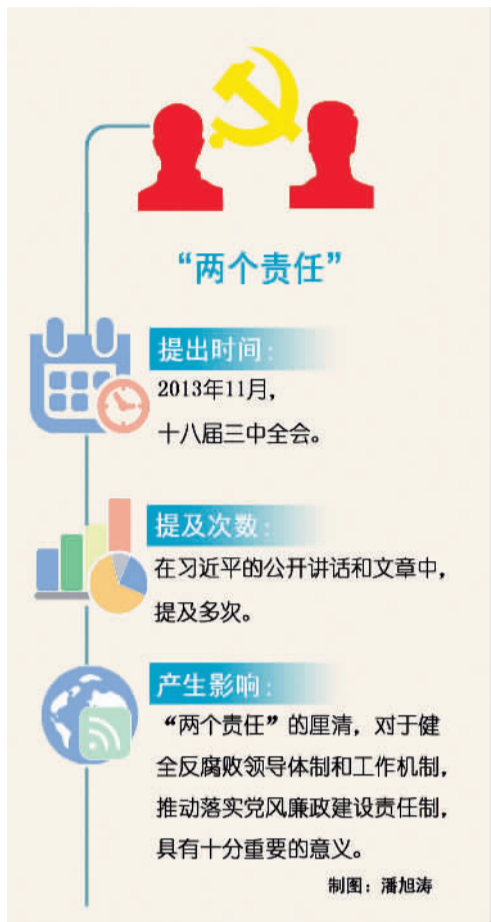 “两个责任”
提出时间：
2013年11月，
十八届三中全会。
提及次数：
在习近平的公开讲话和文章中，
提及多次。
产生影响：
“两个责任”的厘清，对于健
全反腐败领导体制和工作机制，
推动落实党风廉政建设责任制，
具有十分重要的意义。
制图：潘旭涛